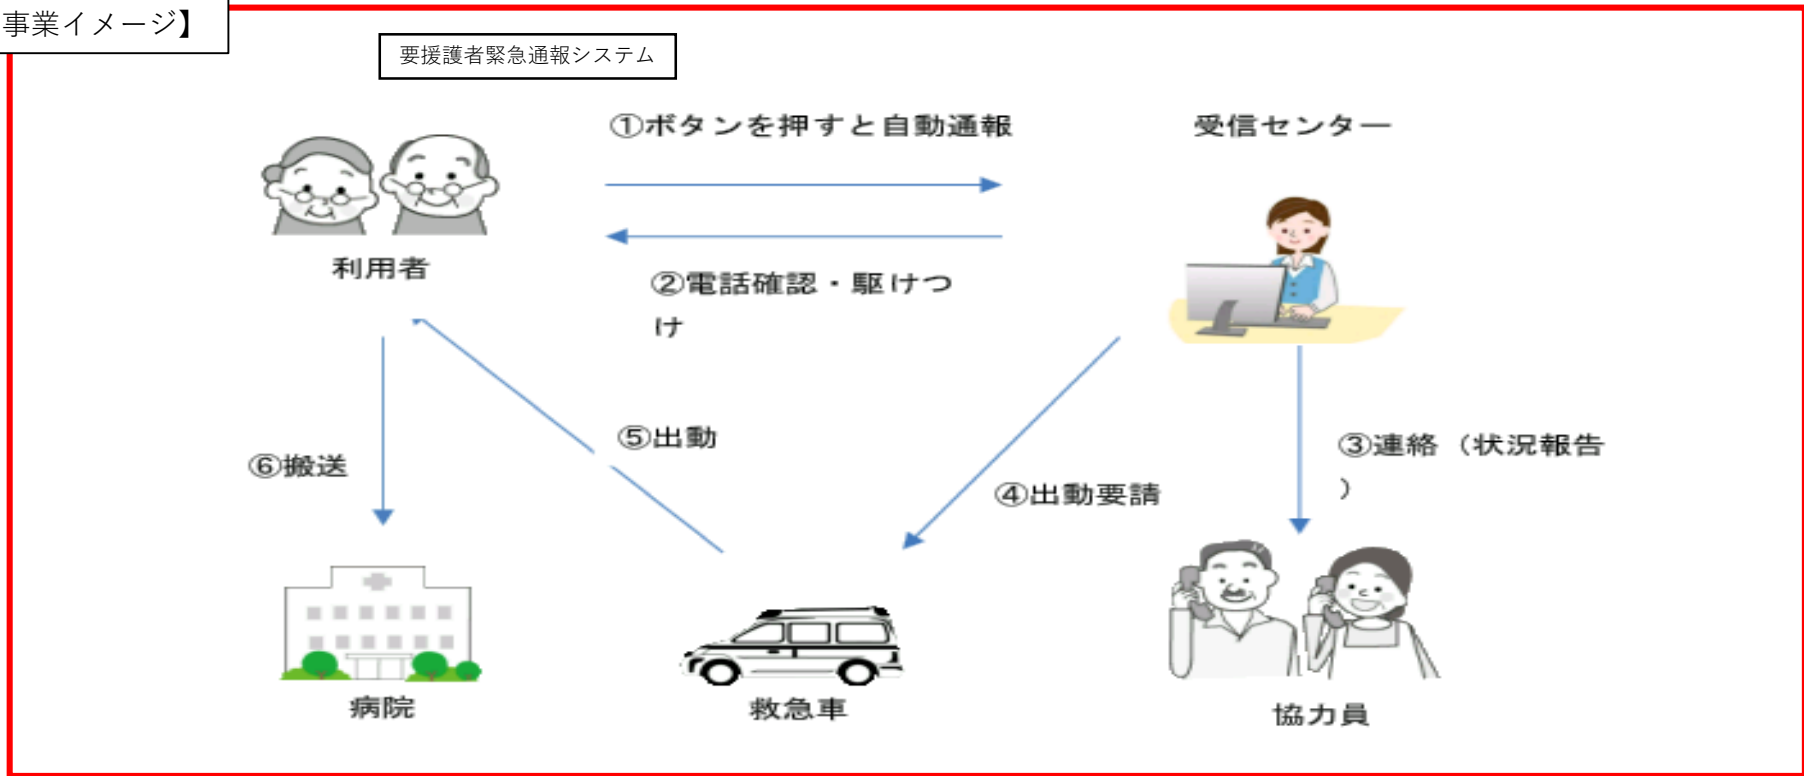 事業イメージ】
要援護者緊急通報システム
①ボタンを押すと自動通報
受信センター
利用者
②電話確認・駆けつ
け
⑤出動
③連絡（状況報告
）
⑥搬送
④出動要請
病院
救急車
協力員